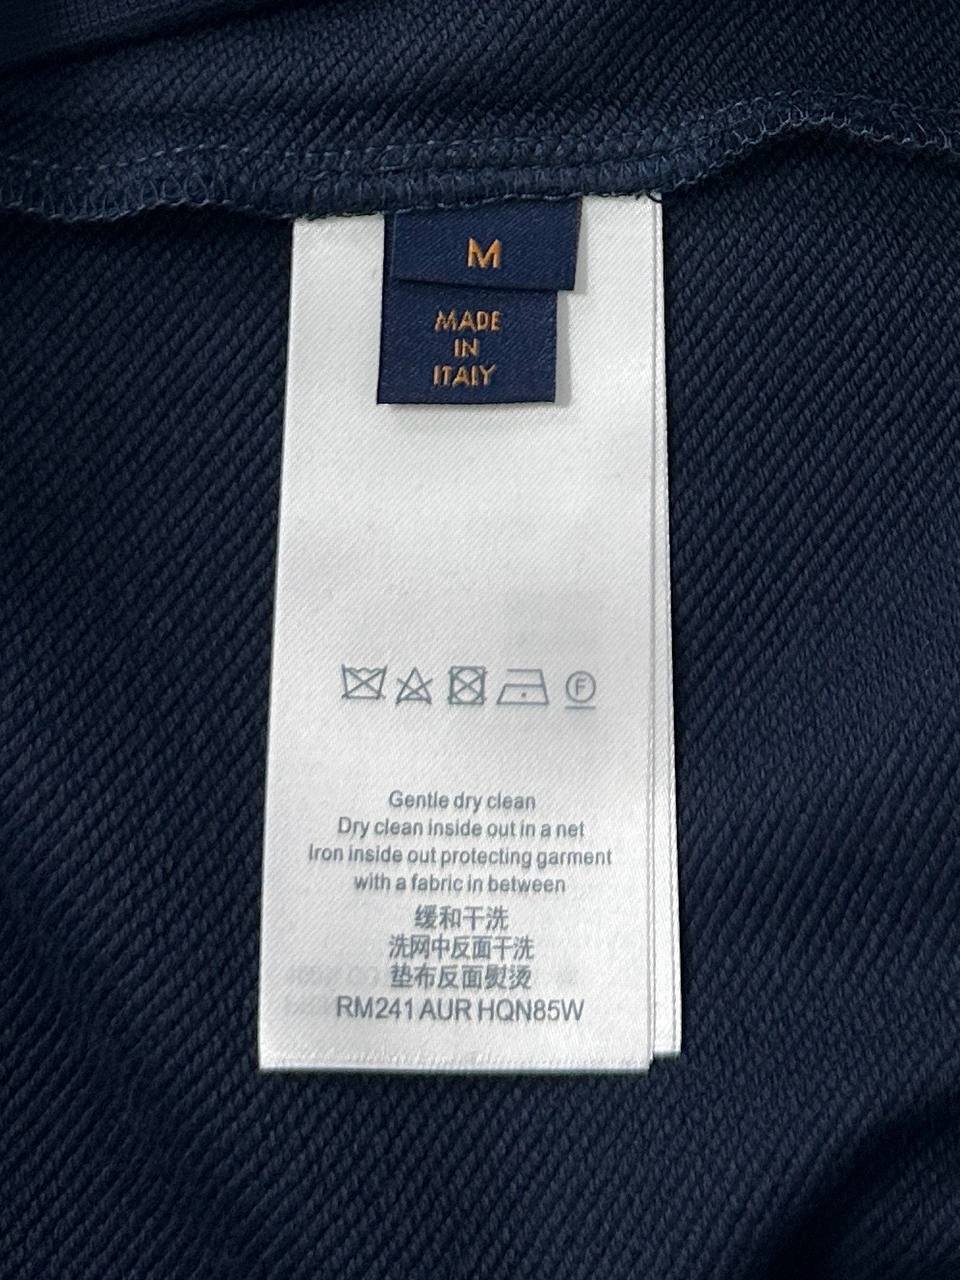 M
MADE
IN
ITALY
F
Gentle dry clean
Dry clean inside out in a net
Iron inside out protecting garment
with a fabric in between
缓和干洗
洗网中反面干洗
垫布反面熨烫
RM241 AUR HQN85W